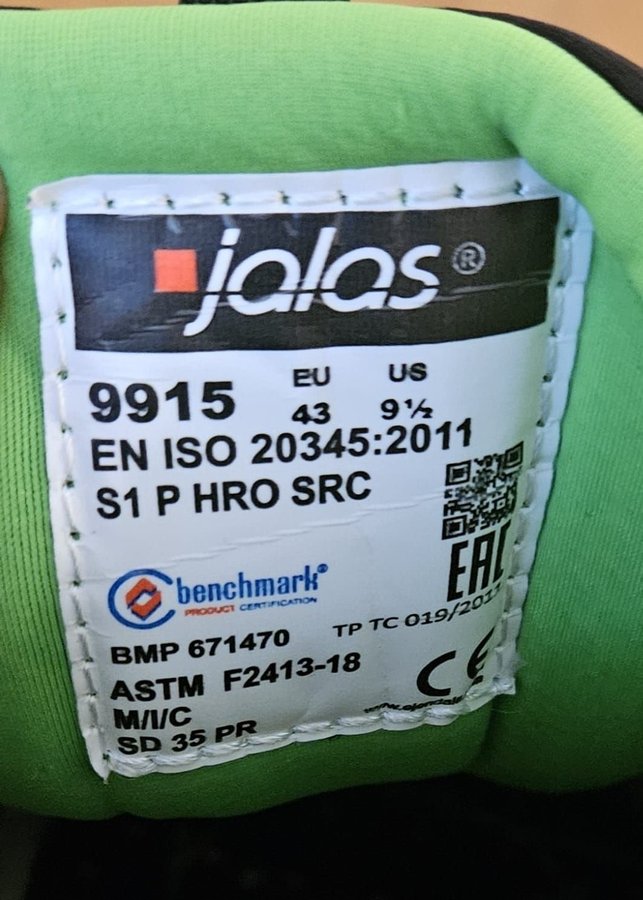 jalas®
9915 EU 43 US 9½
EN ISO 20345:2011
S1 P HRO SRC
EAC
benchmark®
PRODUCT CERTIFICATION
BMP 671470 TP TC 019/2011
ASTM F2413-18
M/I/C
SD 35 PR
CE